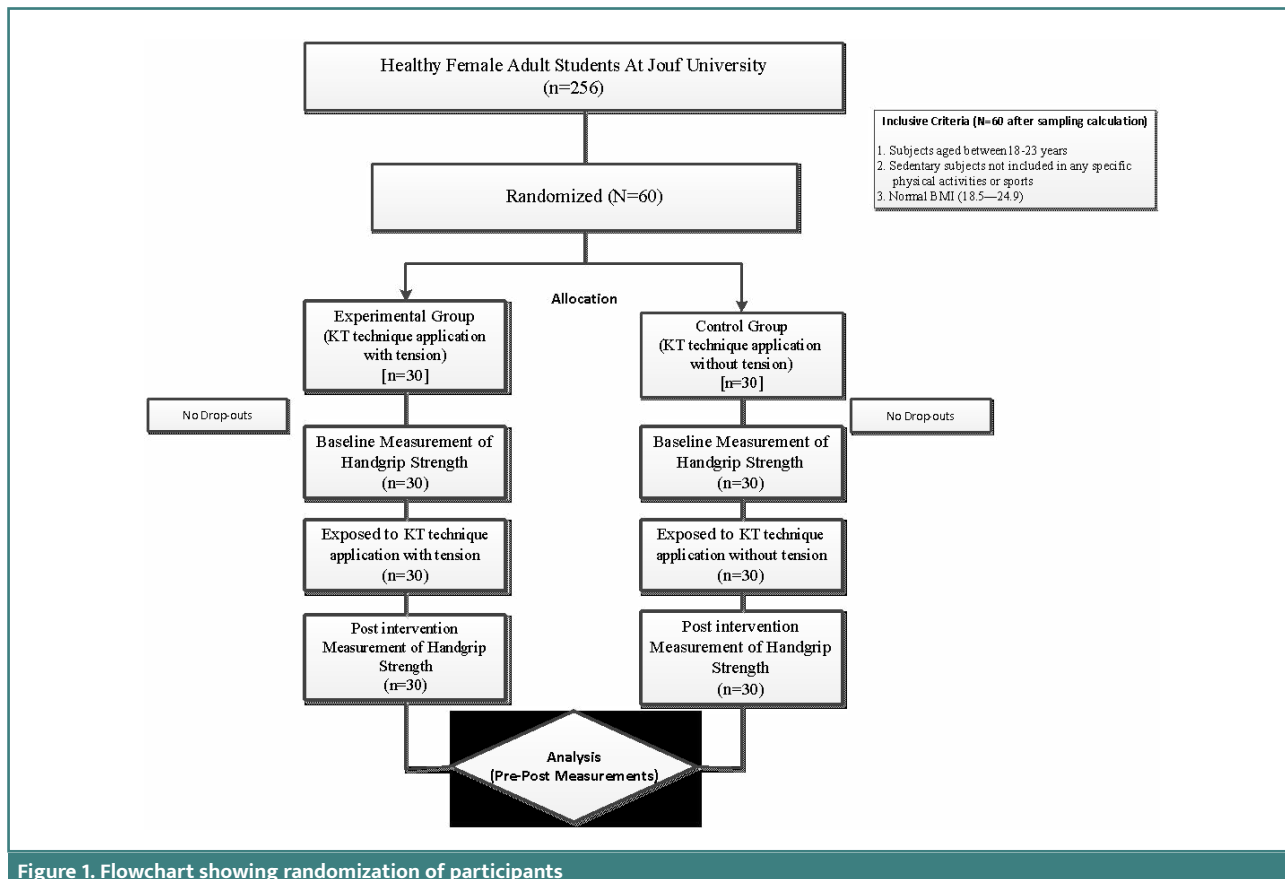 Healthy Female Adult Students At Jouf University
(n=256)
Inclusive Criteria (N=60 after sampling calculation)
1. Subjects aged between 18-23 years
2. Sedentary subjects not included in any specific
physical activities or sports
3. Normal BMI (18.5—24.9)
Randomized (N=60)
Allocation
Experimental Group
(KT technique application
with tension)
[n=30]
Control Group
(KT technique application
without tension)
[n=30]
No Drop-outs
No Drop-outs
Baseline Measurement of
Handgrip Strength
(n=30)
Baseline Measurement of
Handgrip Strength
(n=30)
Exposed to KT technique
application with tension
(n=30)
Exposed to KT technique
application without tension
(n=30)
Post intervention
Measurement of Handgrip
Strength
(n=30)
Post intervention
Measurement of Handgrip
Strength
(n=30)
Analysis
(Pre-Post Measurements)
Figure 1. Flowchart showing randomization of participants